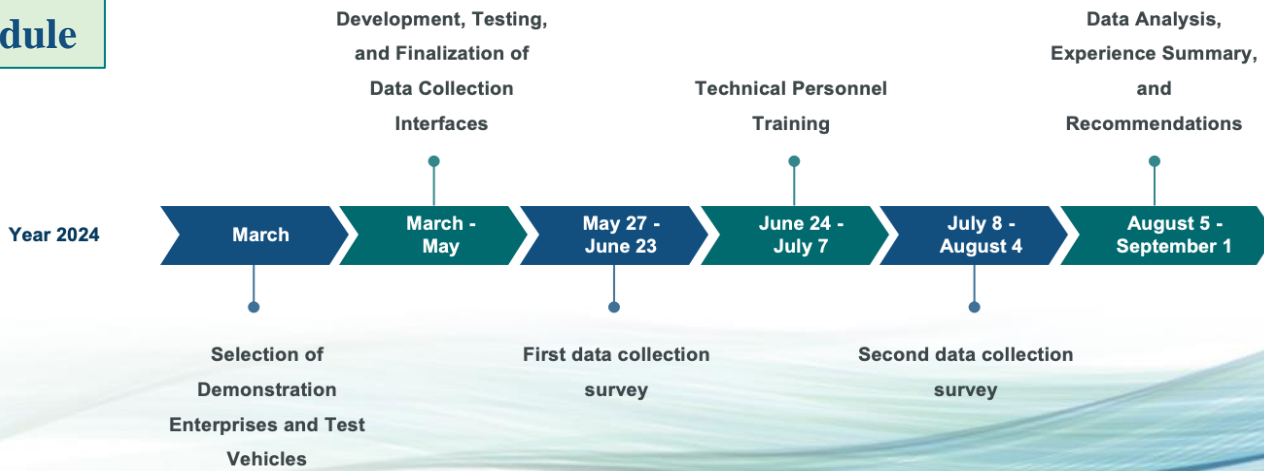 dule
Development, Testing,
and Finalization of
Data Collection
Interfaces
Technical Personnel
Training
Data Analysis,
Experience Summary,
and
Recommendations
Year 2024
March
March -
May
May 27 -
June 23
June 24 -
July 7
July 8 -
August 4
August 5 -
September 1
Selection of
Demonstration
Enterprises and Test
Vehicles
First data collection
survey
Second data collection
survey